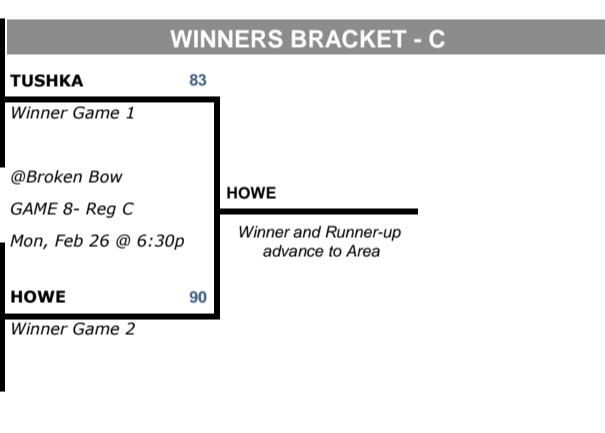 WINNERS BRACKET - C
TUSHKA 83
Winner Game 1
@Broken Bow
GAME 8- Reg C
Mon, Feb 26 @ 6:30p
HOWE
Winner and Runner-up
advance to Area
HOWE 90
Winner Game 2